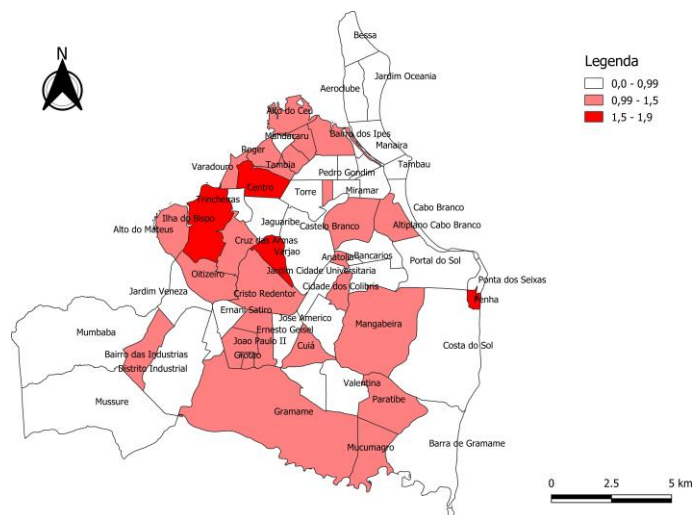 N
Legenda
0,0 - 0,99
0,99 - 1,5
1,5 - 1,9
Bessa
Jardim Oceania
Aeroclube
Alto do Ceu
Mandacaru
Bairro dos Ipes
Manaira
Roger
Tambia
Varadouro
Pedro Gondim
Tambau
Centro
Torre
Miramar
Trincheiras
Cabo Branco
Ilha do Bispo
Jaguaribe
Castelo Branco
Altiplano Cabo Branco
Alto do Mateus
Cruz das Armas
Varjao
Anatolia
Bancarios
Portal do Sol
Oitizeiro
Jardim Cidade Universitaria
Ponta dos Seixas
Jardim Veneza
Cristo Redentor
Cidade dos Colibris
Penha
Ernani Satiro
Jose Americo
Mangabeira
Mumbaba
Ernesto Geisel
Joao Paulo II
Cuiá
Costa do Sol
Bairro das Industrias
Grotao
Distrito Industrial
Valentina
Mussure
Paratibe
Gramame
Mucumagro
Barra de Gramame
0 2.5 5 km